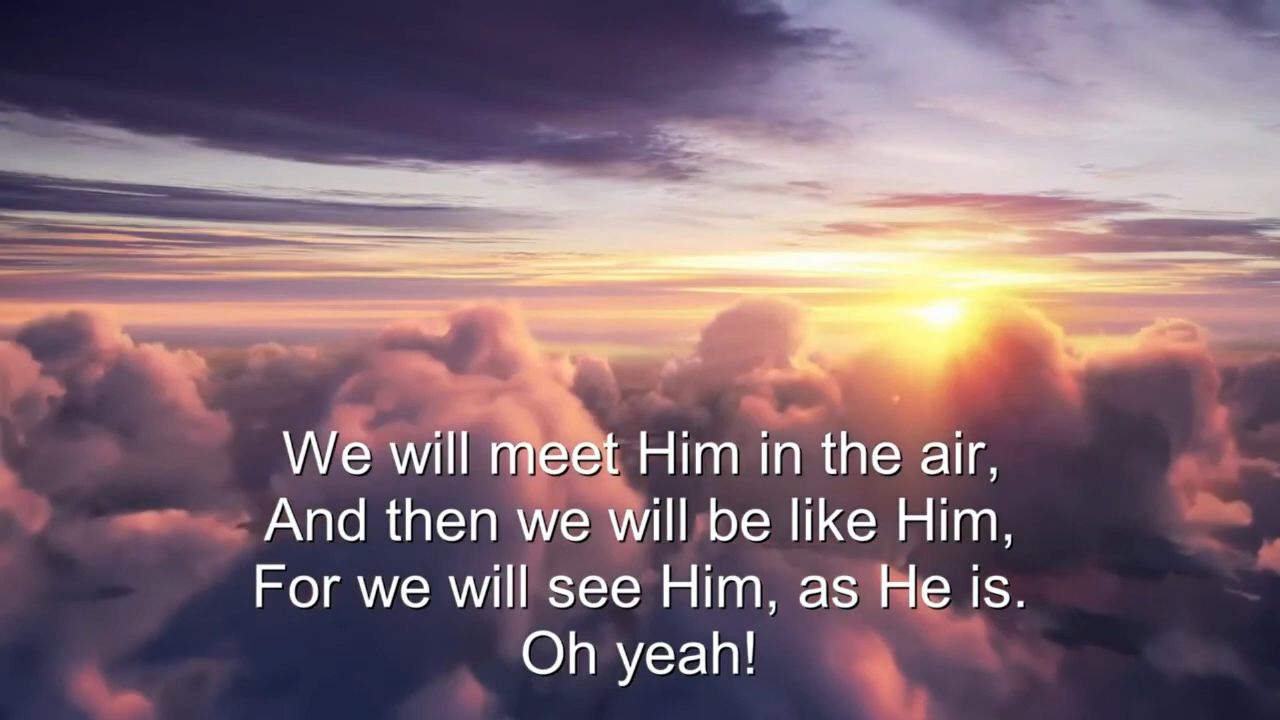 We will meet Him in the air,
And then we will be like Him,
For we will see Him, as He is.
Oh yeah!